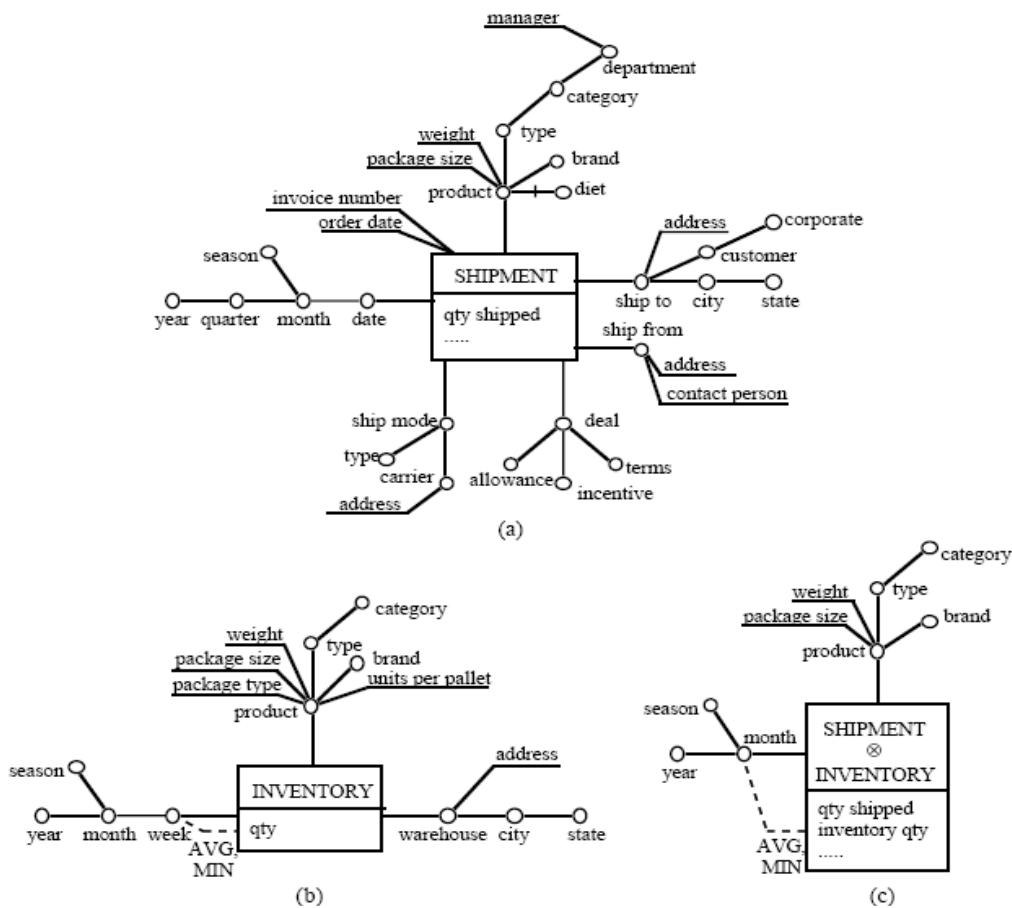 manager
department
category
weight
type
package size
brand
product
diet
invoice number
order date
address
corporate
season
SHIPMENT
customer
year
quarter
month
date
qty shipped
ship to
city
state
.....
ship from
address
contact person
ship mode
deal
type
carrier
allowance
terms
incentive
address
(a)
category
weight
type
package size
brand
package type
units per pallet
product
address
season
INVENTORY
year
month
week
qty
warehouse
city
state
AVG,
MIN
(b)
category
weight
type
package size
brand
product
season
month
SHIPMENT
⊗
year
INVENTORY
qty shipped
inventory qty
AVG,
.....
MIN
(c)